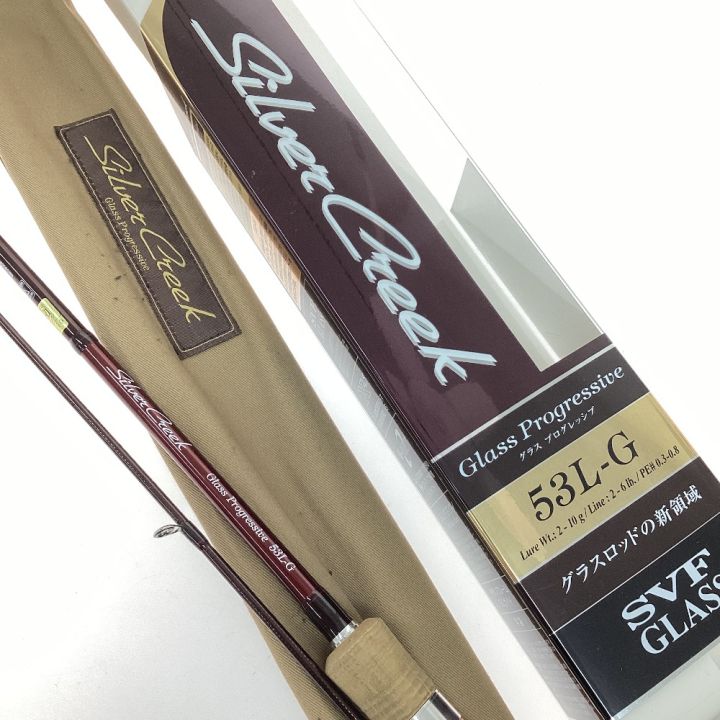 Silver Creek
Glass Progressive
Silver Creek
Glass Progressive 53L-G
Silver Creek
Glass Progressive
グラス プログレッシブ
53L-G
Lure Wt.: 2 - 10 g / Line : 2 - 6 lb. / PE# 0.3-0.8
グラスロッドの新領域
SVF
GLASS